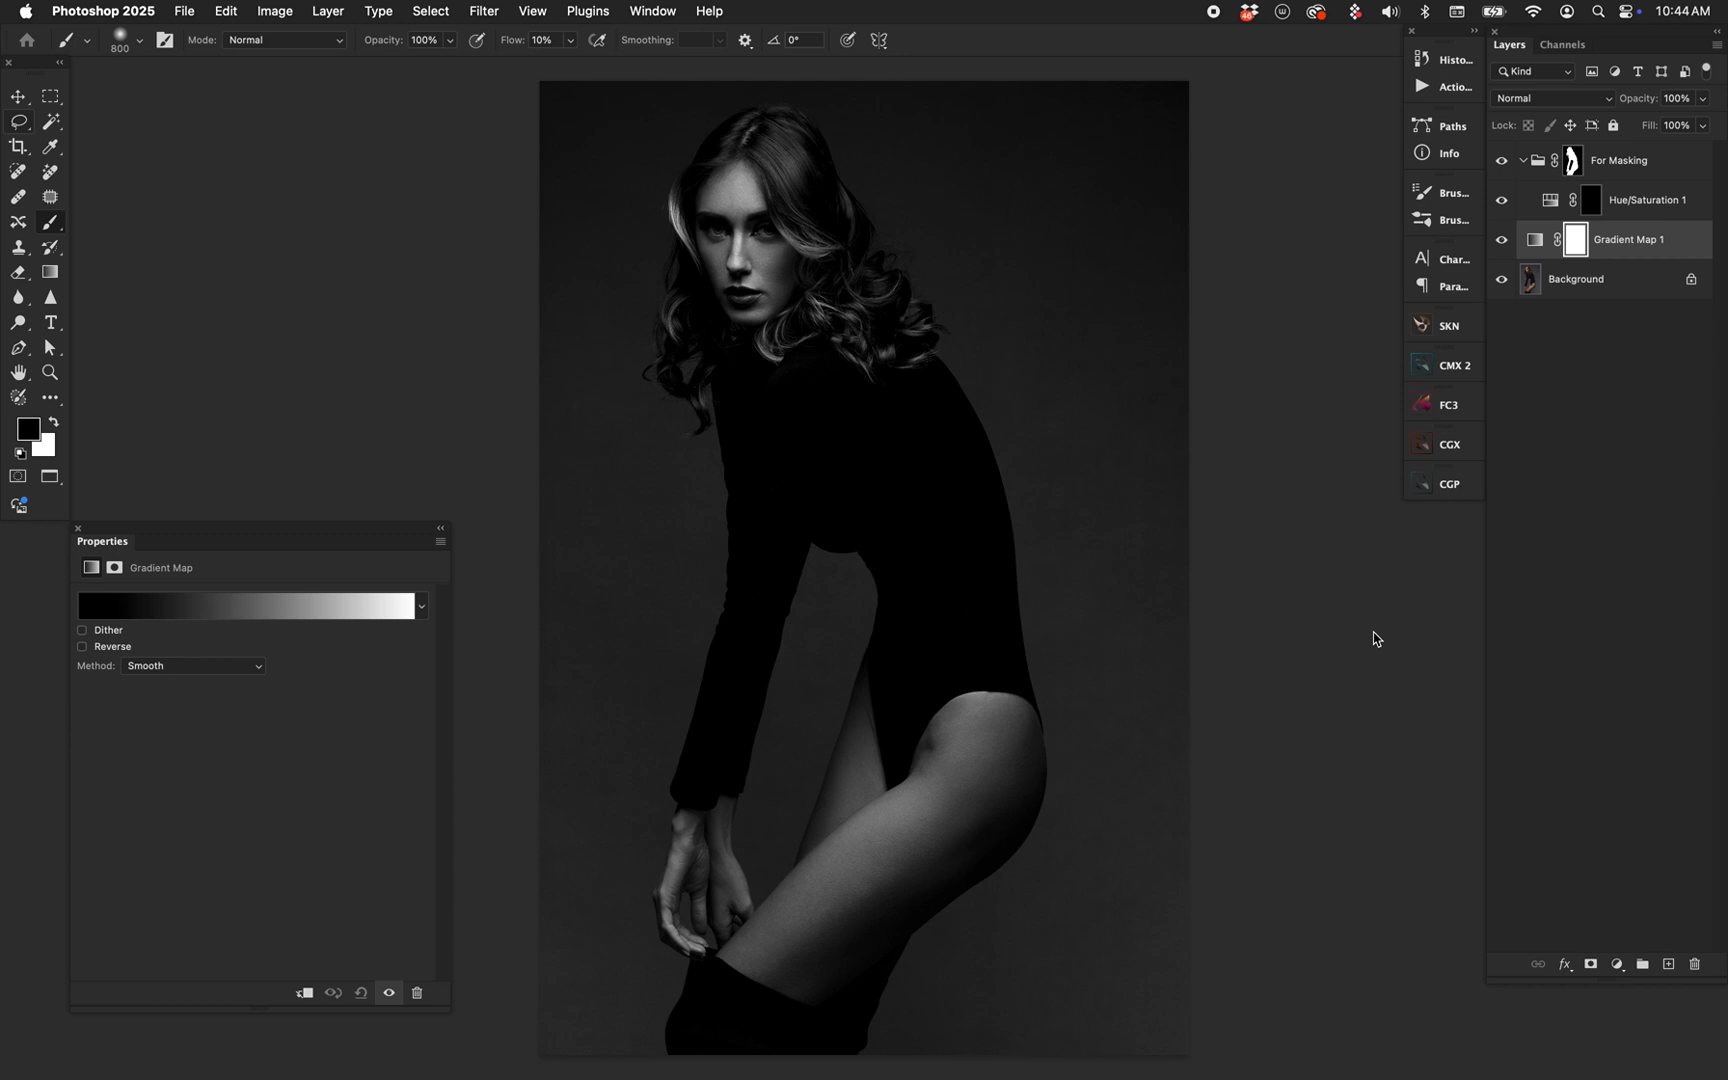 Photoshop 2025 File Edit Image Layer Type Select Filter View Plugins Window Help 46 10:44 AM
800 Mode: Normal Opacity: 100% Flow: 10% Smoothing: 0°
Histo...
Actio...
Paths
Info
Brus...
Brus...
Char...
Para...
SKN
CMX 2
FC3
CGX
CGP
Layers Channels
Kind
Normal Opacity: 100%
Lock: Fill: 100%
For Masking
Hue/Saturation 1
Gradient Map 1
Background
fx
Properties
Gradient Map
Dither
Reverse
Method: Smooth